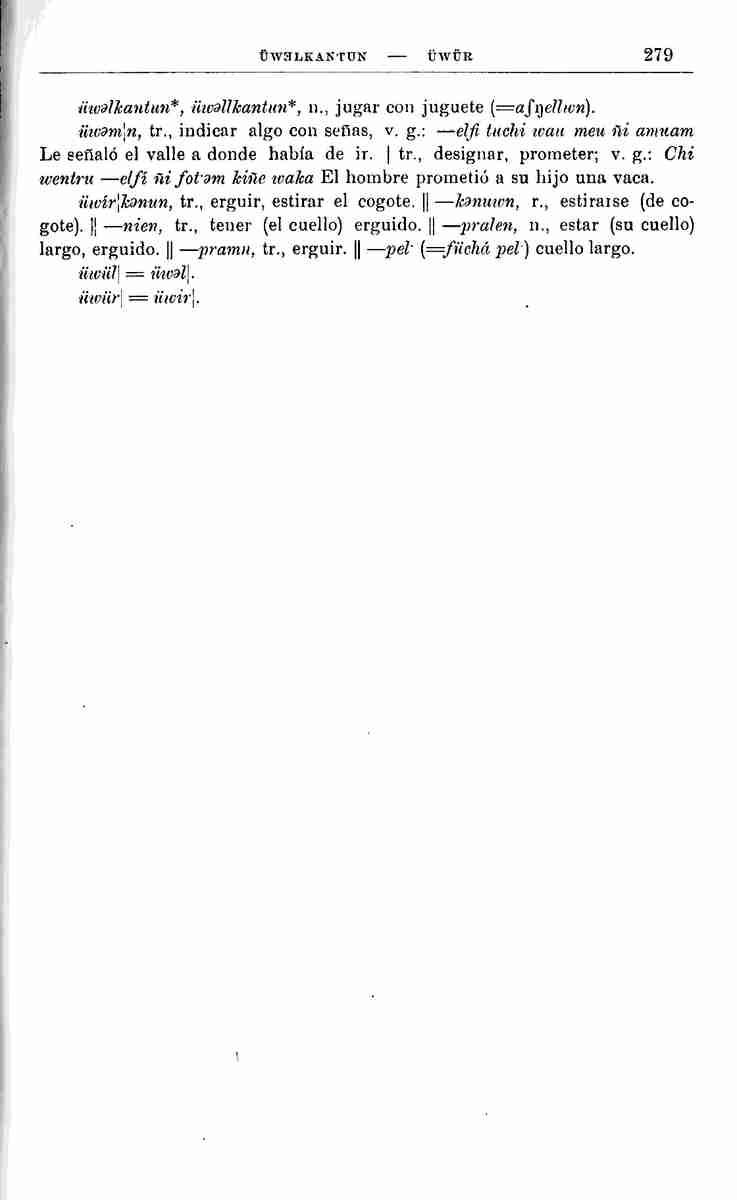 ÜWƏLKANTUN — ÜWÜR 279
üwəlkantun*, üwəllkantun*, n., jugar con juguete (=aſŋellwn).
üwəm|n, tr., indicar algo con señas, v. g.: —elfi tuchi wau meu ñi amuam
Le señaló el valle a donde había de ir. | tr., designar, prometer; v. g.: Chi
wentru —elfi ñi fot·əm kiñe waka El hombre prometió a su hijo una vaca.
üwir|kənun, tr., erguir, estirar el cogote. || —kənuwn, r., estirarse (de co-
gote). || —nien, tr., tener (el cuello) erguido. || —pralen, n., estar (su cuello)
largo, erguido. || —pramn, tr., erguir. || —pel· (=füchá pel·) cuello largo.
üwül| = üwəl|.
üwür| = üwir|.